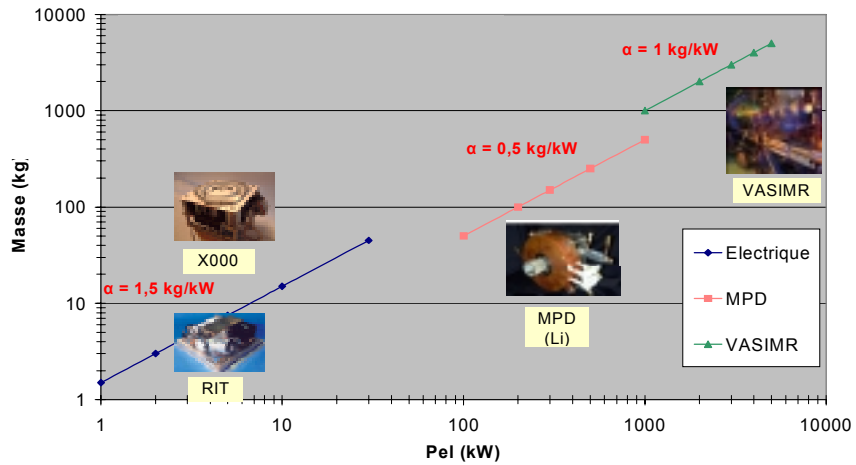 10000
1000
100
10
1
Masse (kg)
α = 1 kg/kW
α = 0,5 kg/kW
α = 1,5 kg/kW
X000
RIT
MPD
(Li)
VASIMR
Electrique
MPD
VASIMR
1
10
100
1000
10000
Pel (kW)